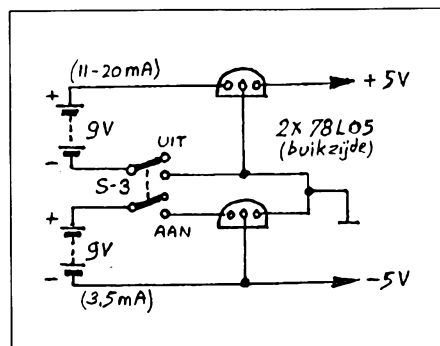 (11-20mA)
+ 5V
+
9V
-
UIT
S-3
2x 78L05
(buikzijde)
+
9V
-
AAN
(3,5mA)
-5V